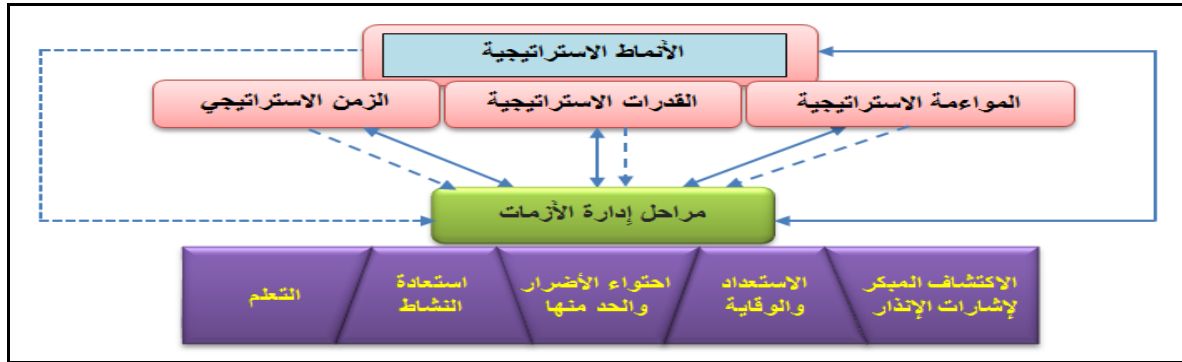 الأنماط الاستراتيجية
المواءمة الاستراتيجية
القدرات الاستراتيجية
الزمن الاستراتيجي
مراحل إدارة الأزمات
الاكتشاف المبكر
لإشارات الإنذار
الاستعداد
والوقاية
احتواء الأضرار
والحد منها
استعادة
النشاط
التعلم